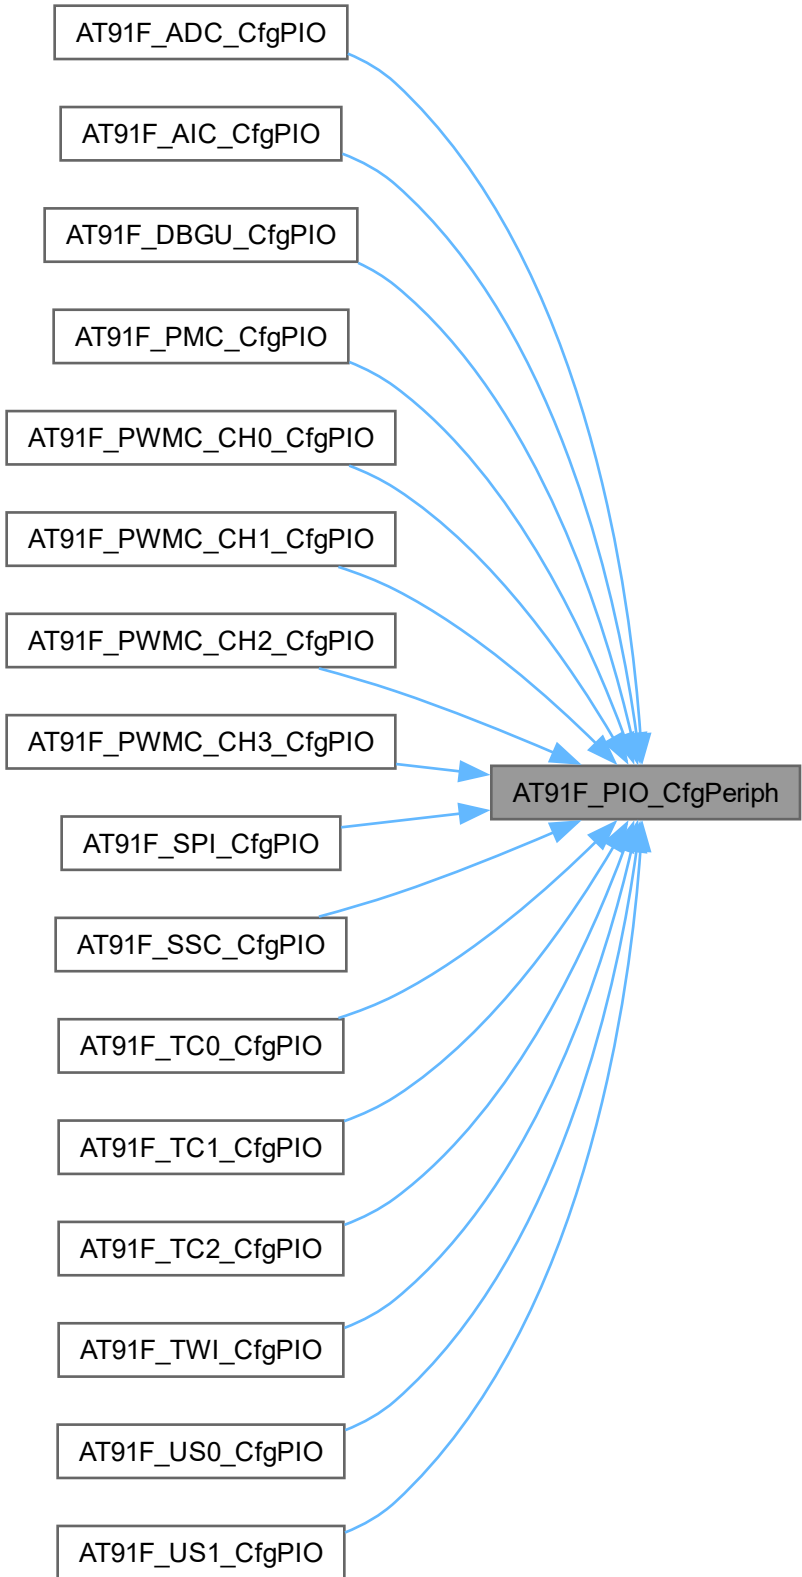 AT91F_ADC_CfgPIO
AT91F_AIC_CfgPIO
AT91F_DBGU_CfgPIO
AT91F_PMC_CfgPIO
AT91F_PWMC_CH0_CfgPIO
AT91F_PWMC_CH1_CfgPIO
AT91F_PWMC_CH2_CfgPIO
AT91F_PWMC_CH3_CfgPIO
AT91F_PIO_CfgPeriph
AT91F_SPI_CfgPIO
AT91F_SSC_CfgPIO
AT91F_TC0_CfgPIO
AT91F_TC1_CfgPIO
AT91F_TC2_CfgPIO
AT91F_TWI_CfgPIO
AT91F_US0_CfgPIO
AT91F_US1_CfgPIO